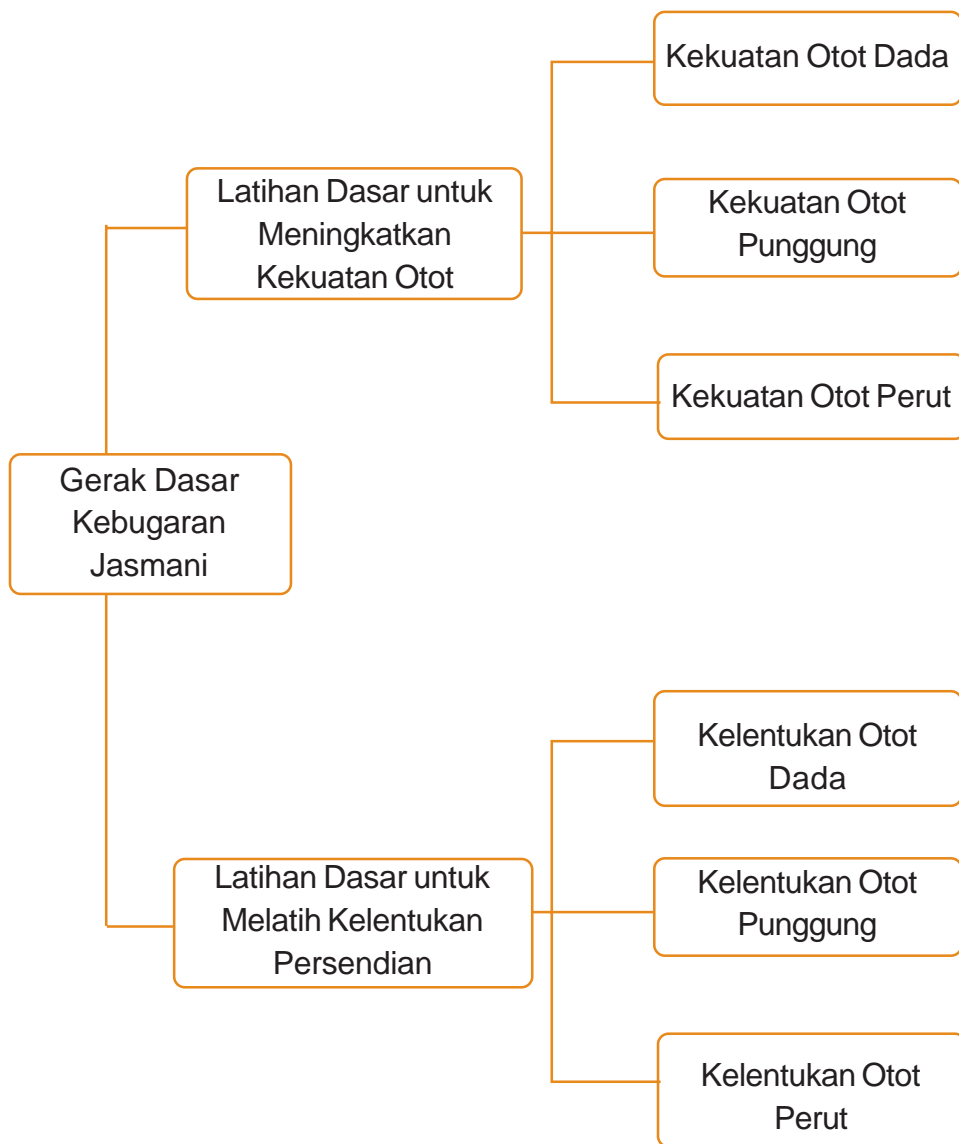 Gerak Dasar
Kebugaran
Jasmani
Latihan Dasar untuk
Meningkatkan
Kekuatan Otot
Kekuatan Otot Dada
Kekuatan Otot
Punggung
Kekuatan Otot Perut
Latihan Dasar untuk
Melatih Kelentukan
Persendian
Kelentukan Otot
Dada
Kelentukan Otot
Punggung
Kelentukan Otot
Perut